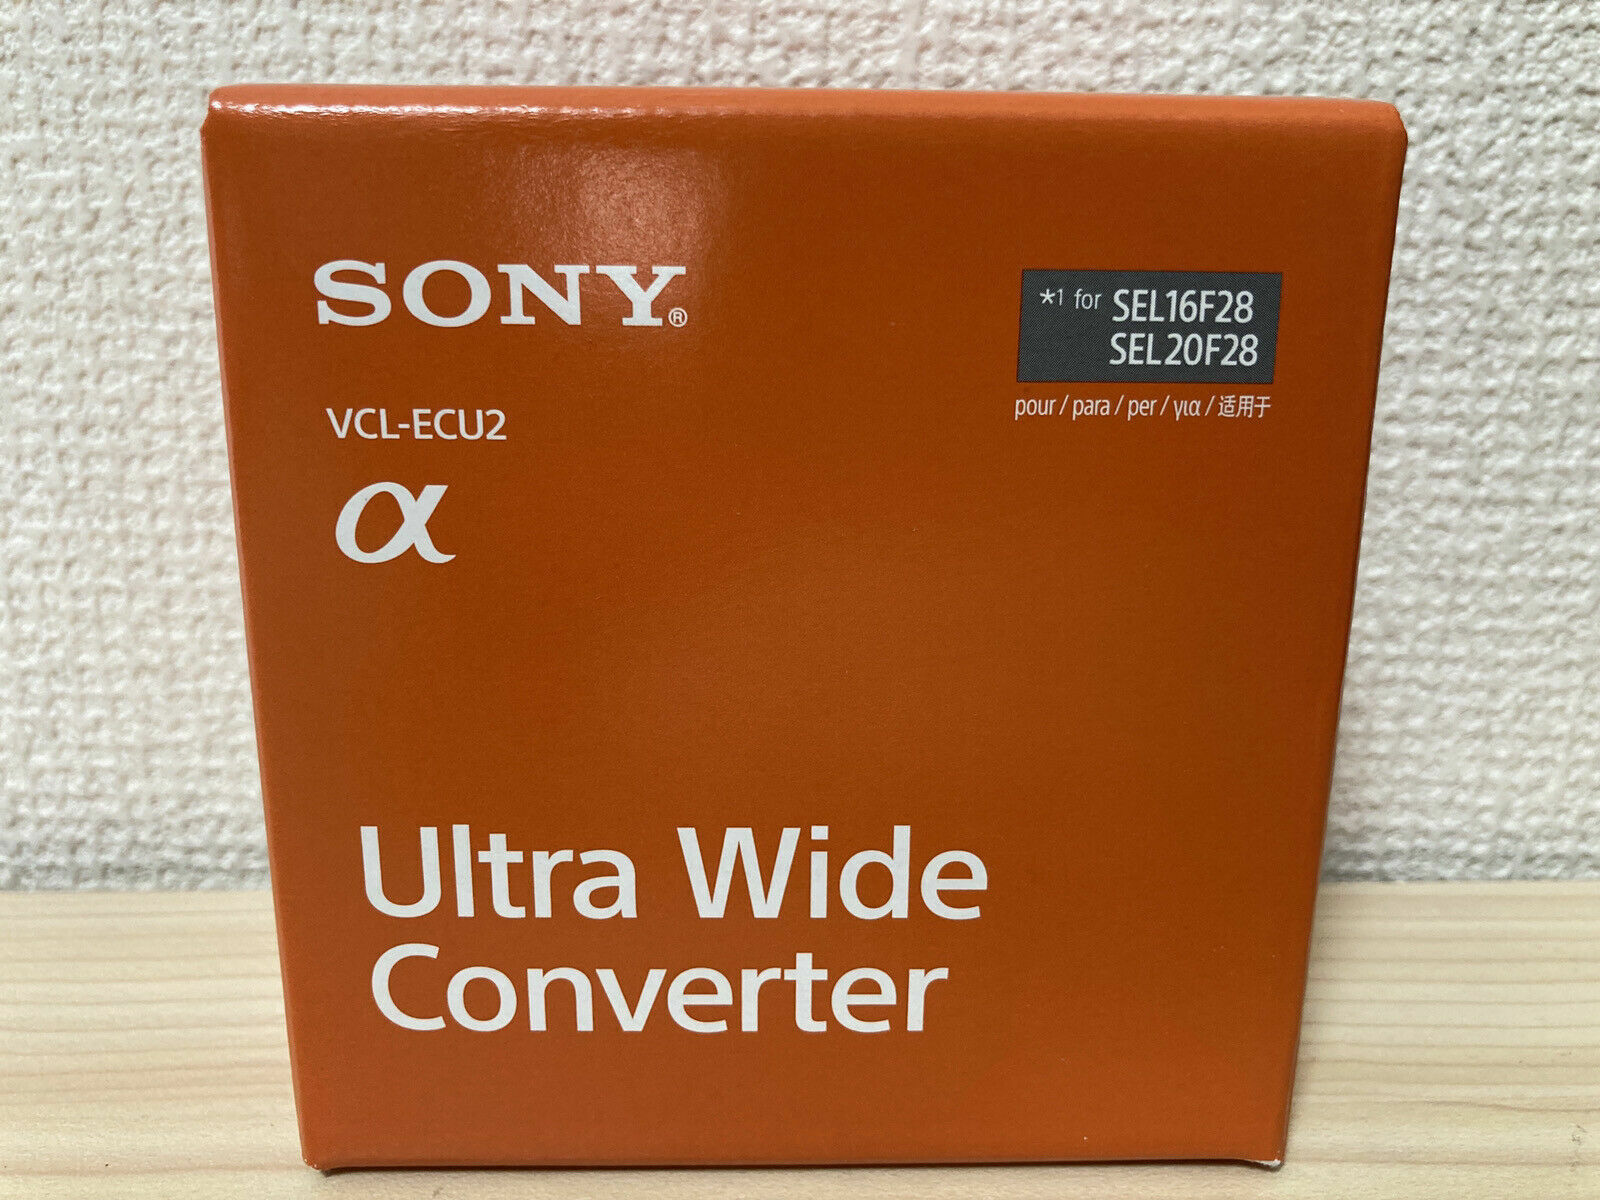 SONY®
VCL-ECU2
α
*1 for SEL16F28
SEL20F28
pour / para / per / για / 适用于
Ultra Wide
Converter